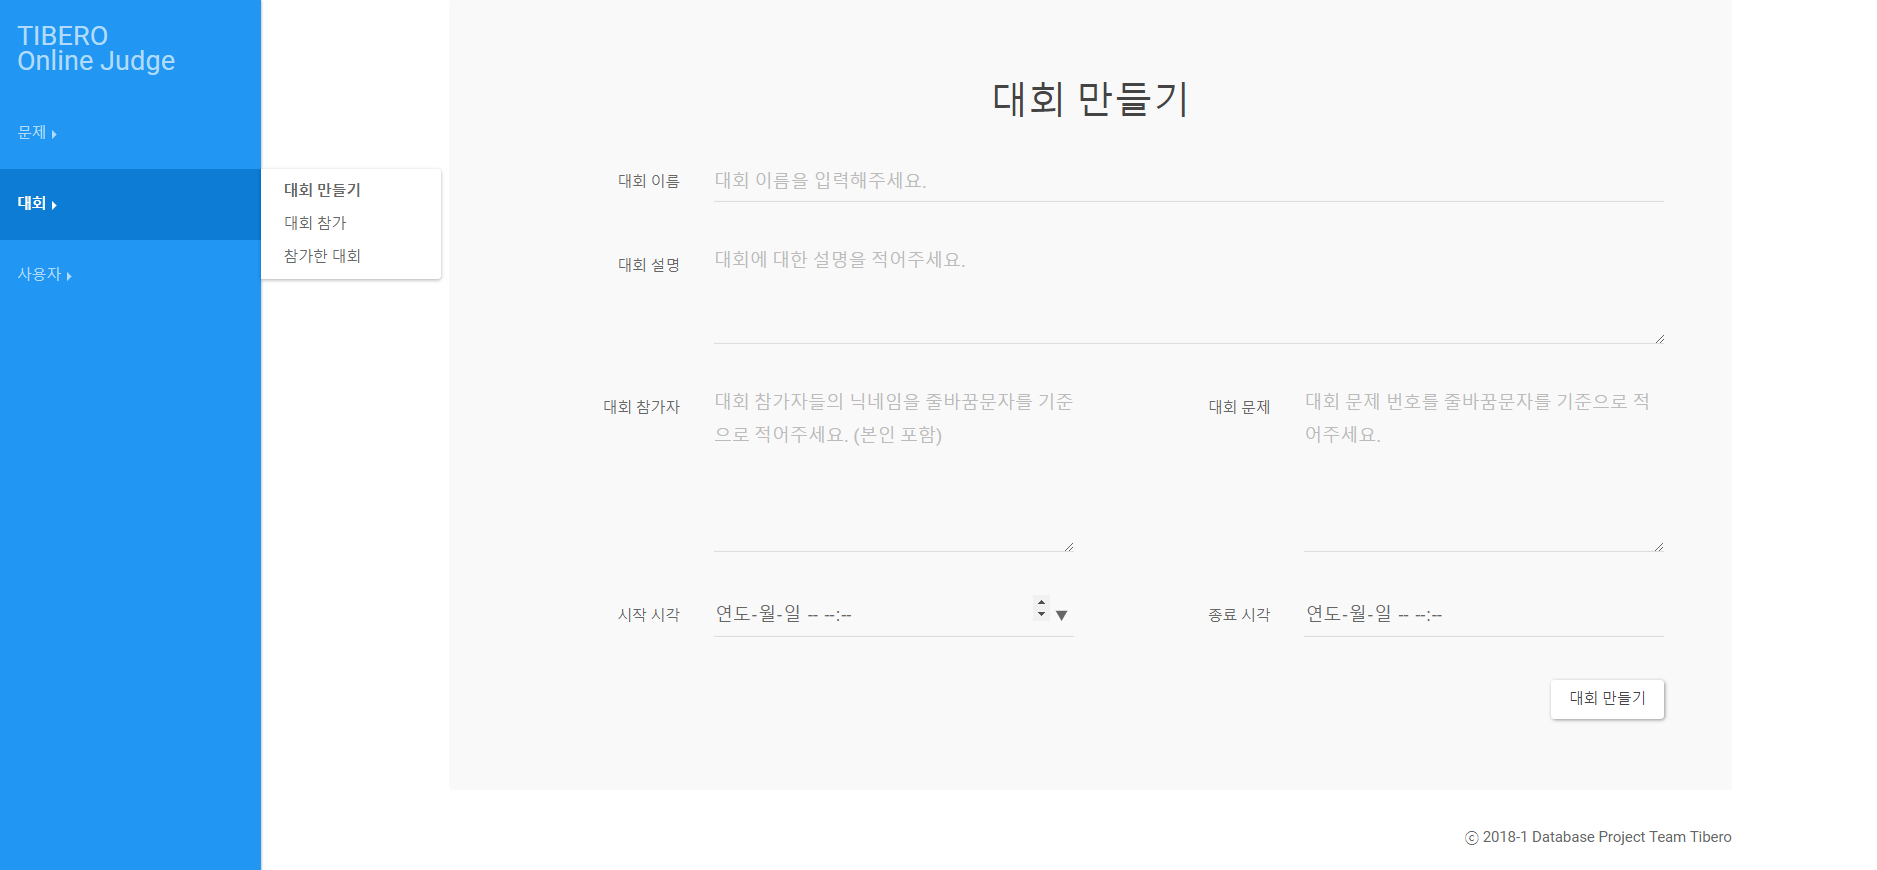 TIBERO
Online Judge
문제
대회
사용자
대회 만들기
대회 참가
참가한 대회
대회 만들기
대회 이름
대회 이름을 입력해주세요.
대회 설명
대회에 대한 설명을 적어주세요.
대회 참가자
대회 참가자들의 닉네임을 줄바꿈문자를 기준
으로 적어주세요. (본인 포함)
대회 문제
대회 문제 번호를 줄바꿈문자를 기준으로 적
어주세요.
시작 시각
연도-월-일 -- --:--
종료 시각
연도-월-일 -- --:--
대회 만들기
ⓒ 2018-1 Database Project Team Tibero